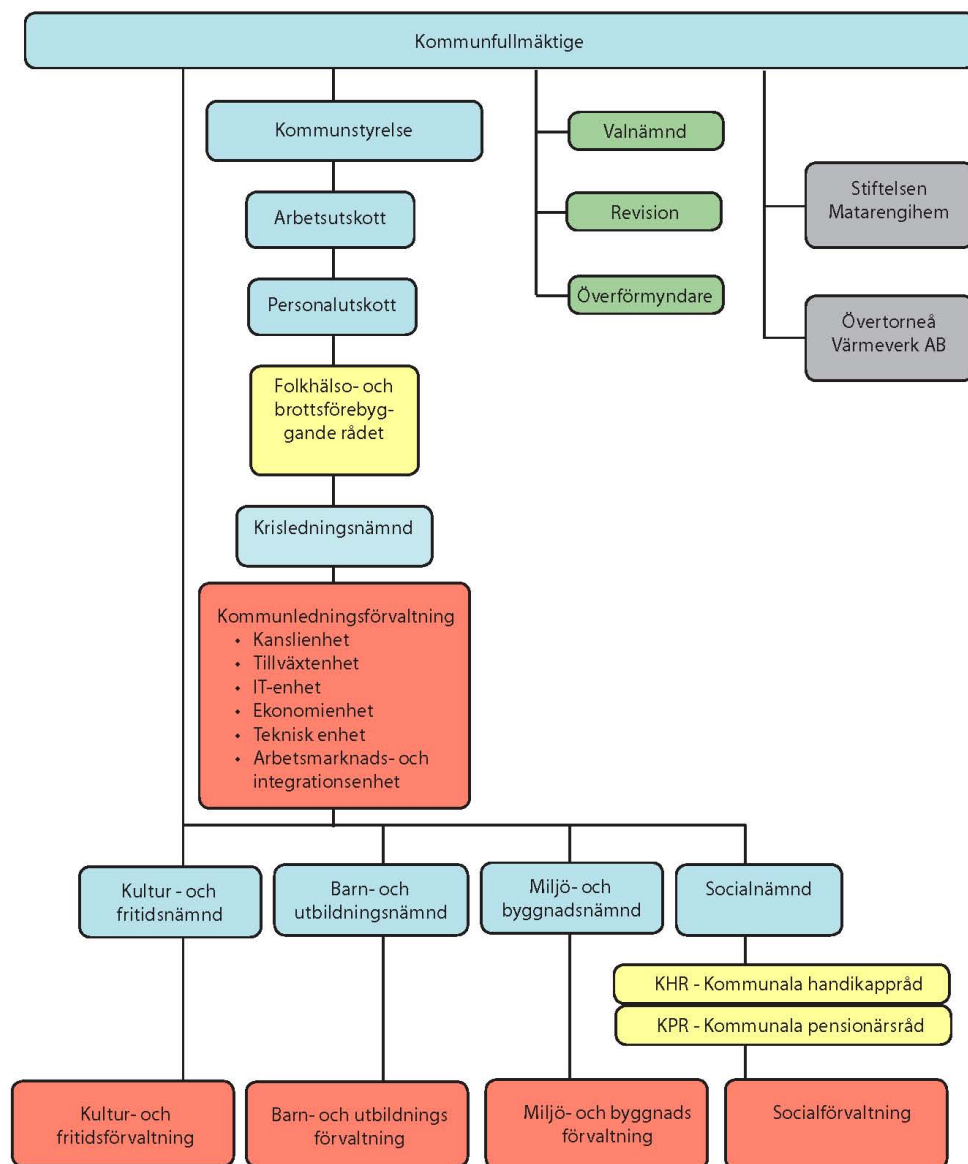 Kommunfullmäktige
Kommunstyrelse
Arbetsutskott
Personalutskott
Folkhälso- och
brottsförebyg-
gande rådet
Krisledningsnämnd
Kommunledningsförvaltning
• Kanslienhet
• Tillväxtenhet
• IT-enhet
• Ekonomienhet
• Teknisk enhet
• Arbetsmarknads- och
integrationsenhet
Valnämnd
Revision
Överförmyndare
Stiftelsen
Matarengihem
Övertorneå
Värmeverk AB
Kultur - och
fritidsnämnd
Barn- och
utbildningsnämnd
Miljö- och
byggnadsnämnd
Socialnämnd
KHR - Kommunala handikappråd
KPR - Kommunala pensionärsråd
Kultur- och
fritidsförvaltning
Barn- och utbildnings
förvaltning
Miljö- och byggnads
förvaltning
Socialförvaltning